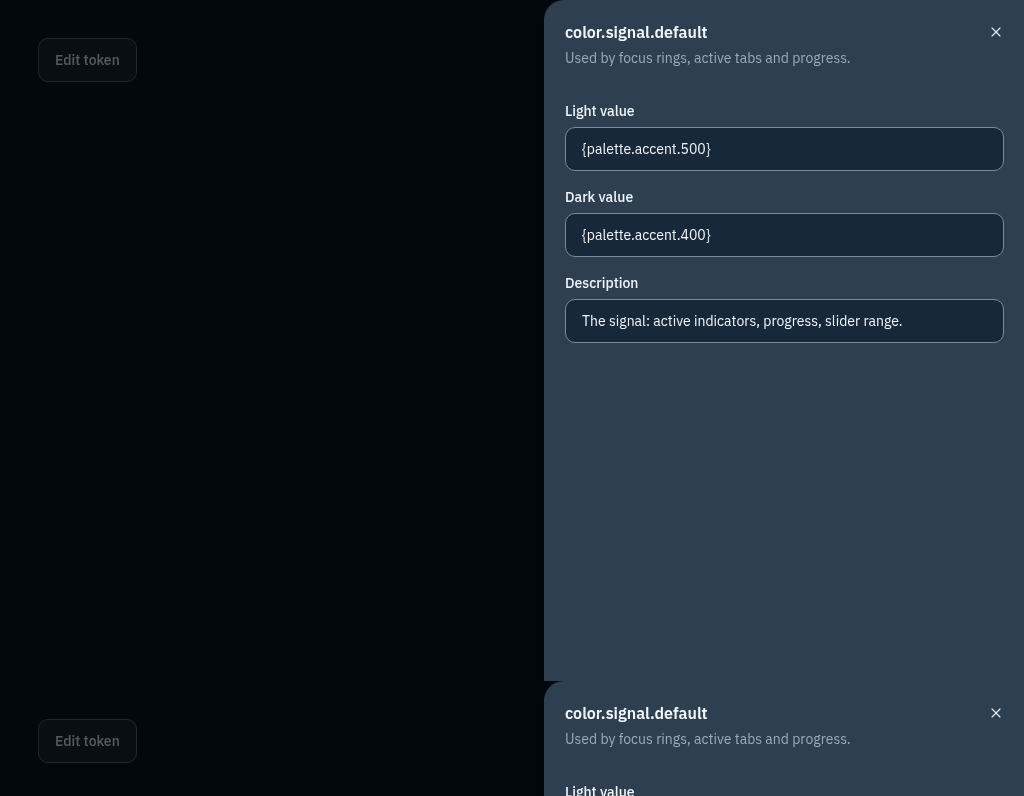 Edit token
color.signal.default
Used by focus rings, active tabs and progress.
Light value
{palette.accent.500}
Dark value
{palette.accent.400}
Description
The signal: active indicators, progress, slider range.
Edit token
color.signal.default
Used by focus rings, active tabs and progress.
Light value